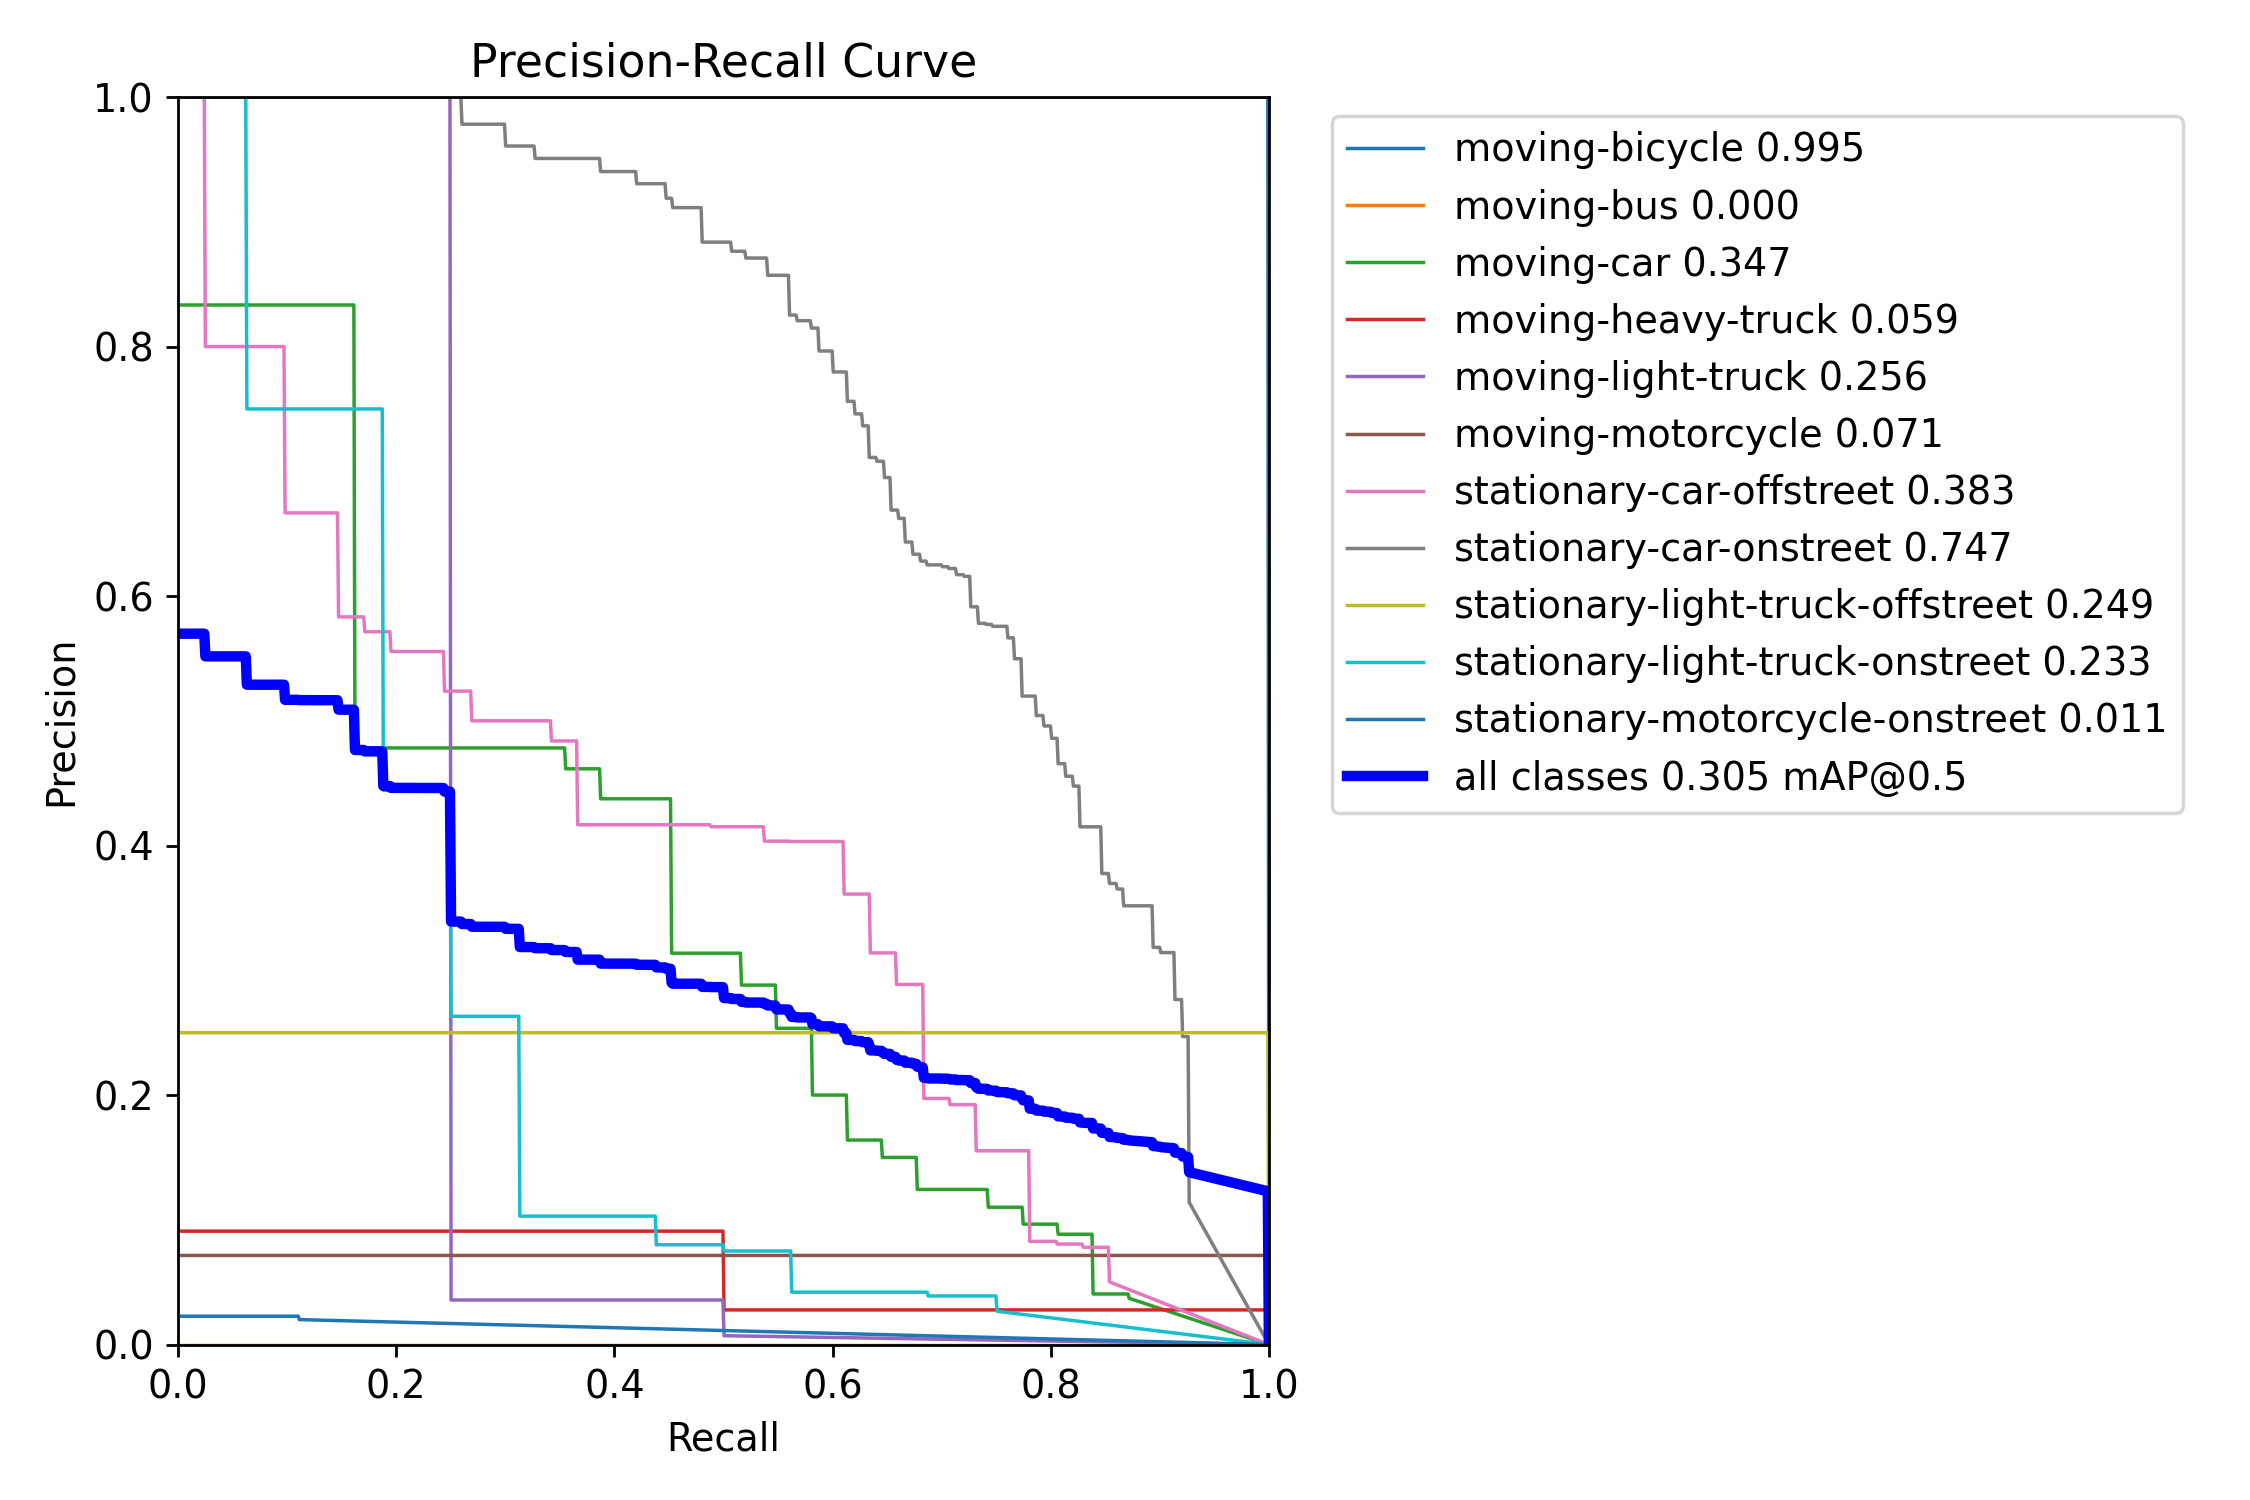 Precision-Recall Curve
1.0
0.8
0.6
0.4
0.2
0.0
Precision
0.0 0.2 0.4 0.6 0.8 1.0
Recall
moving-bicycle 0.995
moving-bus 0.000
moving-car 0.347
moving-heavy-truck 0.059
moving-light-truck 0.256
moving-motorcycle 0.071
stationary-car-offstreet 0.383
stationary-car-onstreet 0.747
stationary-light-truck-offstreet 0.249
stationary-light-truck-onstreet 0.233
stationary-motorcycle-onstreet 0.011
all classes 0.305 mAP@0.5